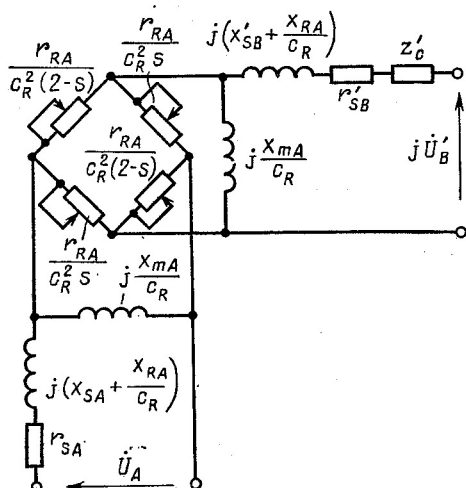 r_RA / c_R^2(2-s)
r_RA / c_R^2 s
j(x'_SB + x_RA/c_R)
r'_SB
z'_c
r_RA / c_R^2(2-s)
j x_mA/c_R
jU̇'_B
r_RA / c_R^2 s
j x_mA/c_R
j(x_SA + x_RA/c_R)
r_SA
U̇_A